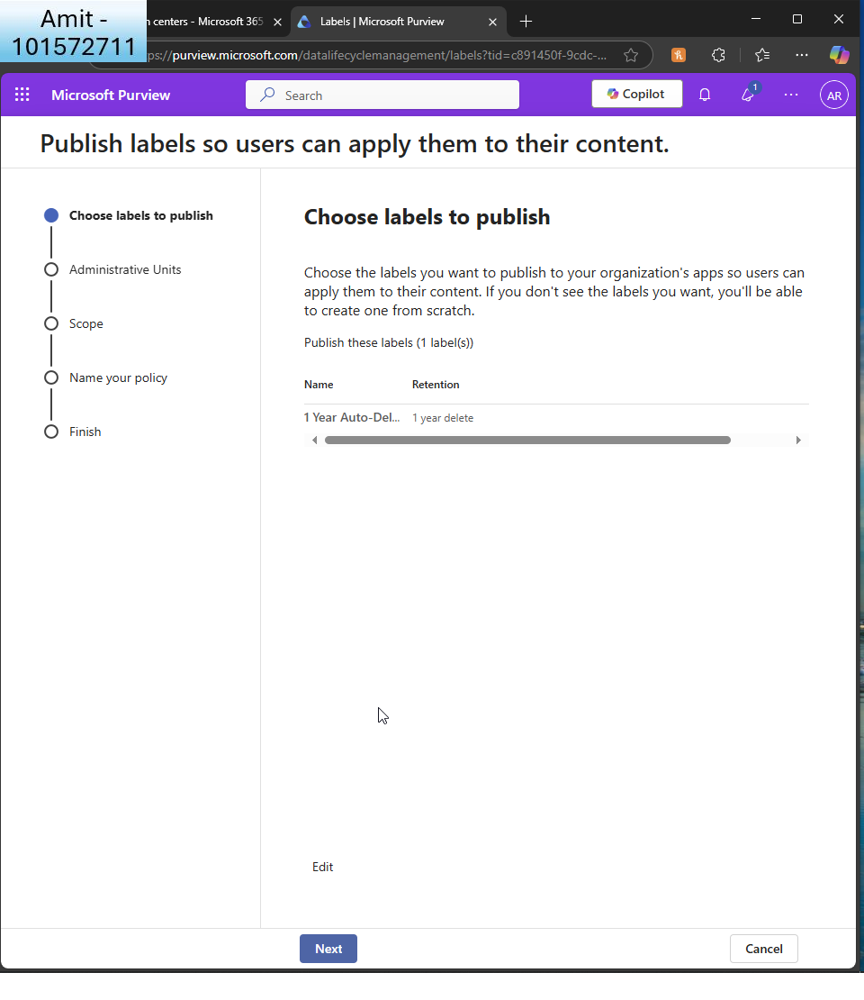 Amit -
101572711
n centers - Microsoft 365
Labels | Microsoft Purview
ps://purview.microsoft.com/datalifecyclemanagement/labels?tid=c891450f-9cdc-...
Microsoft Purview
Search
Copilot
1
AR
Publish labels so users can apply them to their content.
Choose labels to publish
Administrative Units
Scope
Name your policy
Finish
Choose labels to publish
Choose the labels you want to publish to your organization's apps so users can
apply them to their content. If you don't see the labels you want, you'll be able
to create one from scratch.
Publish these labels (1 label(s))
Name Retention
1 Year Auto-Del... 1 year delete
Edit
Next Cancel